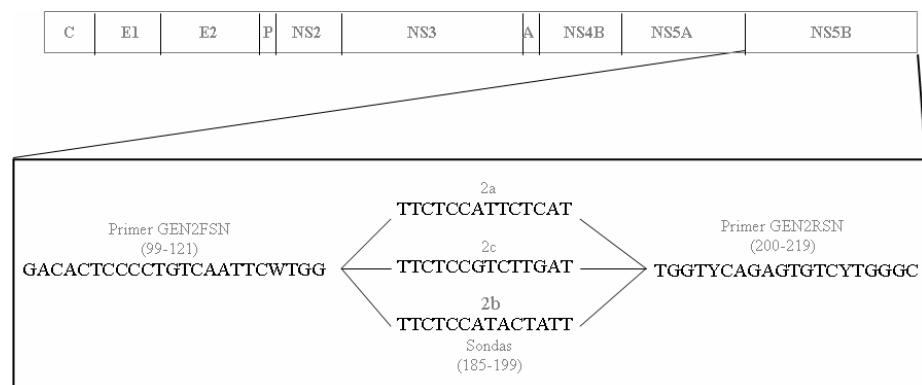 C E1 E2 P NS2 NS3 A NS4B NS5A NS5B
2a
TTCTCCATTCTCAT
Primer GEN2FSN
(99-121)
GACACTCCCCTGTCAATTCWTGG
2c
TTCTCCGTCTTGAT
Primer GEN2RSN
(200-219)
TGGTYCAGAGTGTCYTGGGC
2b
TTCTCCATACTATT
Sondas
(185-199)